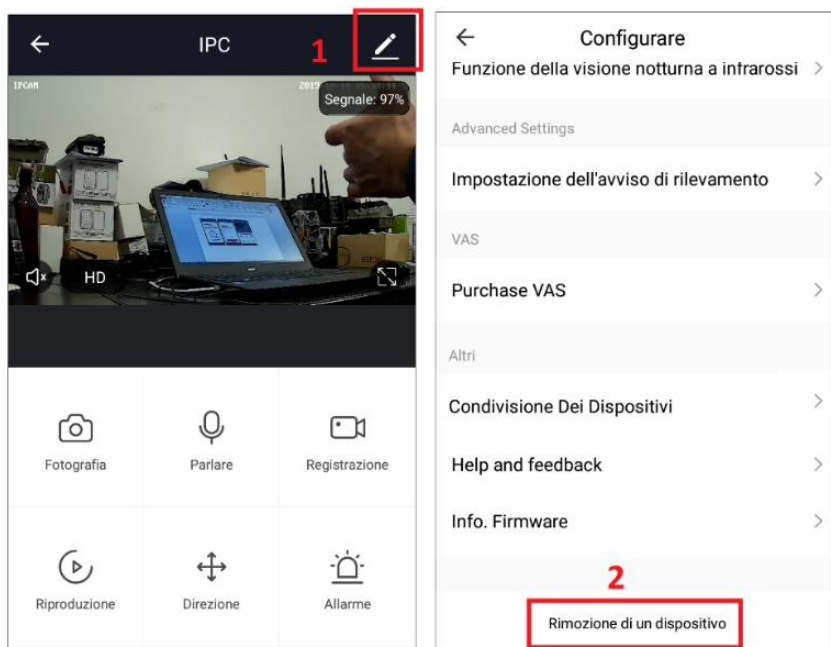 IPC
1
IPCAM
Segnale: 97%
HD
Fotografia
Parlare
Registrazione
Riproduzione
Direzione
Allarme
Configurare
Funzione della visione notturna a infrarossi
Advanced Settings
Impostazione dell'avviso di rilevamento
VAS
Purchase VAS
Altri
Condivisione Dei Dispositivi
Help and feedback
Info. Firmware
2
Rimozione di un dispositivo